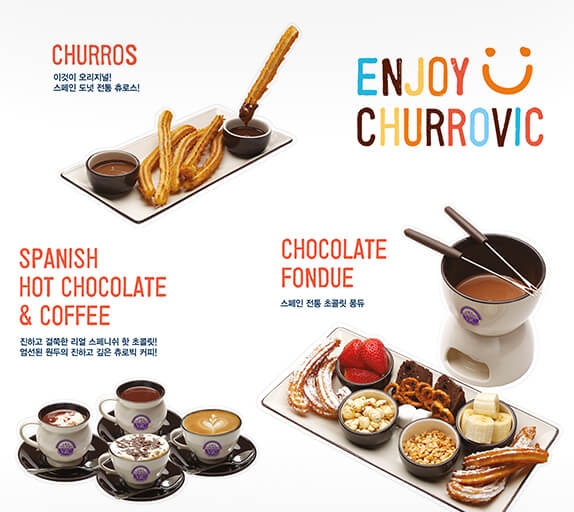 CHURROS
이것이 오리지널!
스페인 도넛 전통 츄로스!
ENJOY
CHURROVIC
SPANISH
HOT CHOCOLATE
& COFFEE
진하고 걸쭉한 리얼 스페니쉬 핫 초콜릿!
엄선된 원두의 진하고 깊은 츄로빅 커피!
CHOCOLATE
FONDUE
스페인 전통 초콜릿 퐁듀